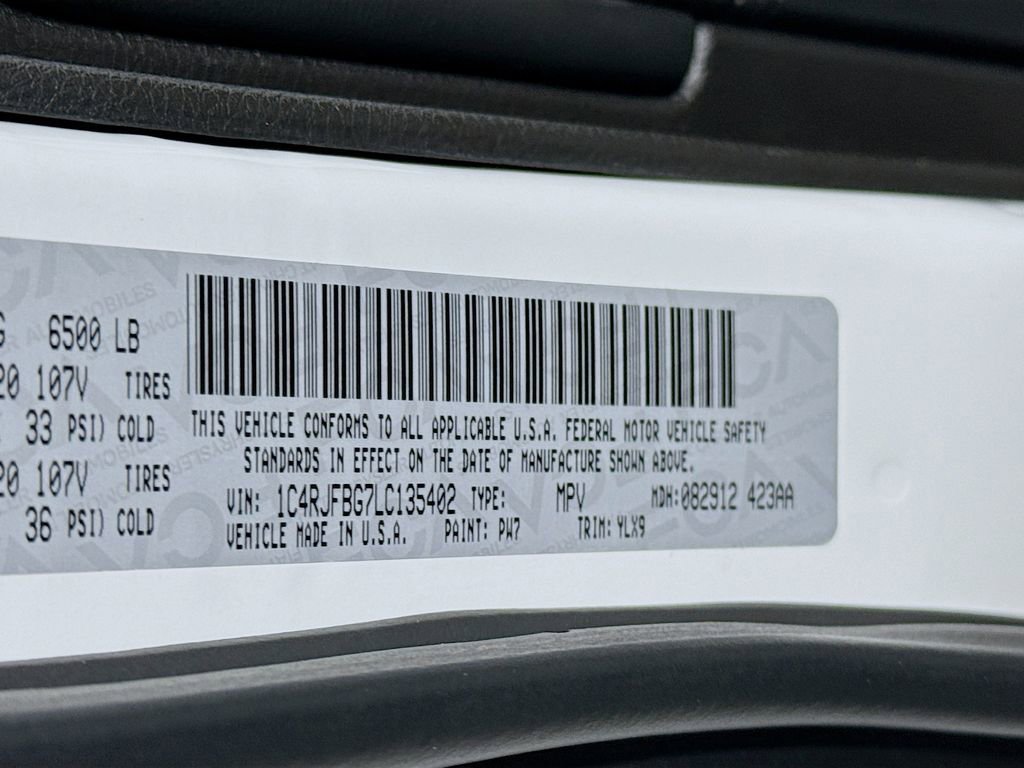 6500 LB
20 107V TIRES
33 PSI) COLD
20 107V TIRES
36 PSI) COLD
THIS VEHICLE CONFORMS TO ALL APPLICABLE U.S.A. FEDERAL MOTOR VEHICLE SAFETY
STANDARDS IN EFFECT ON THE DATE OF MANUFACTURE SHOWN ABOVE.
VIN: 1C4RJFBG7LC135402 TYPE: MPV MDH: 082912 423AA
VEHICLE MADE IN U.S.A. PAINT: PW7 TRIM: YLX9